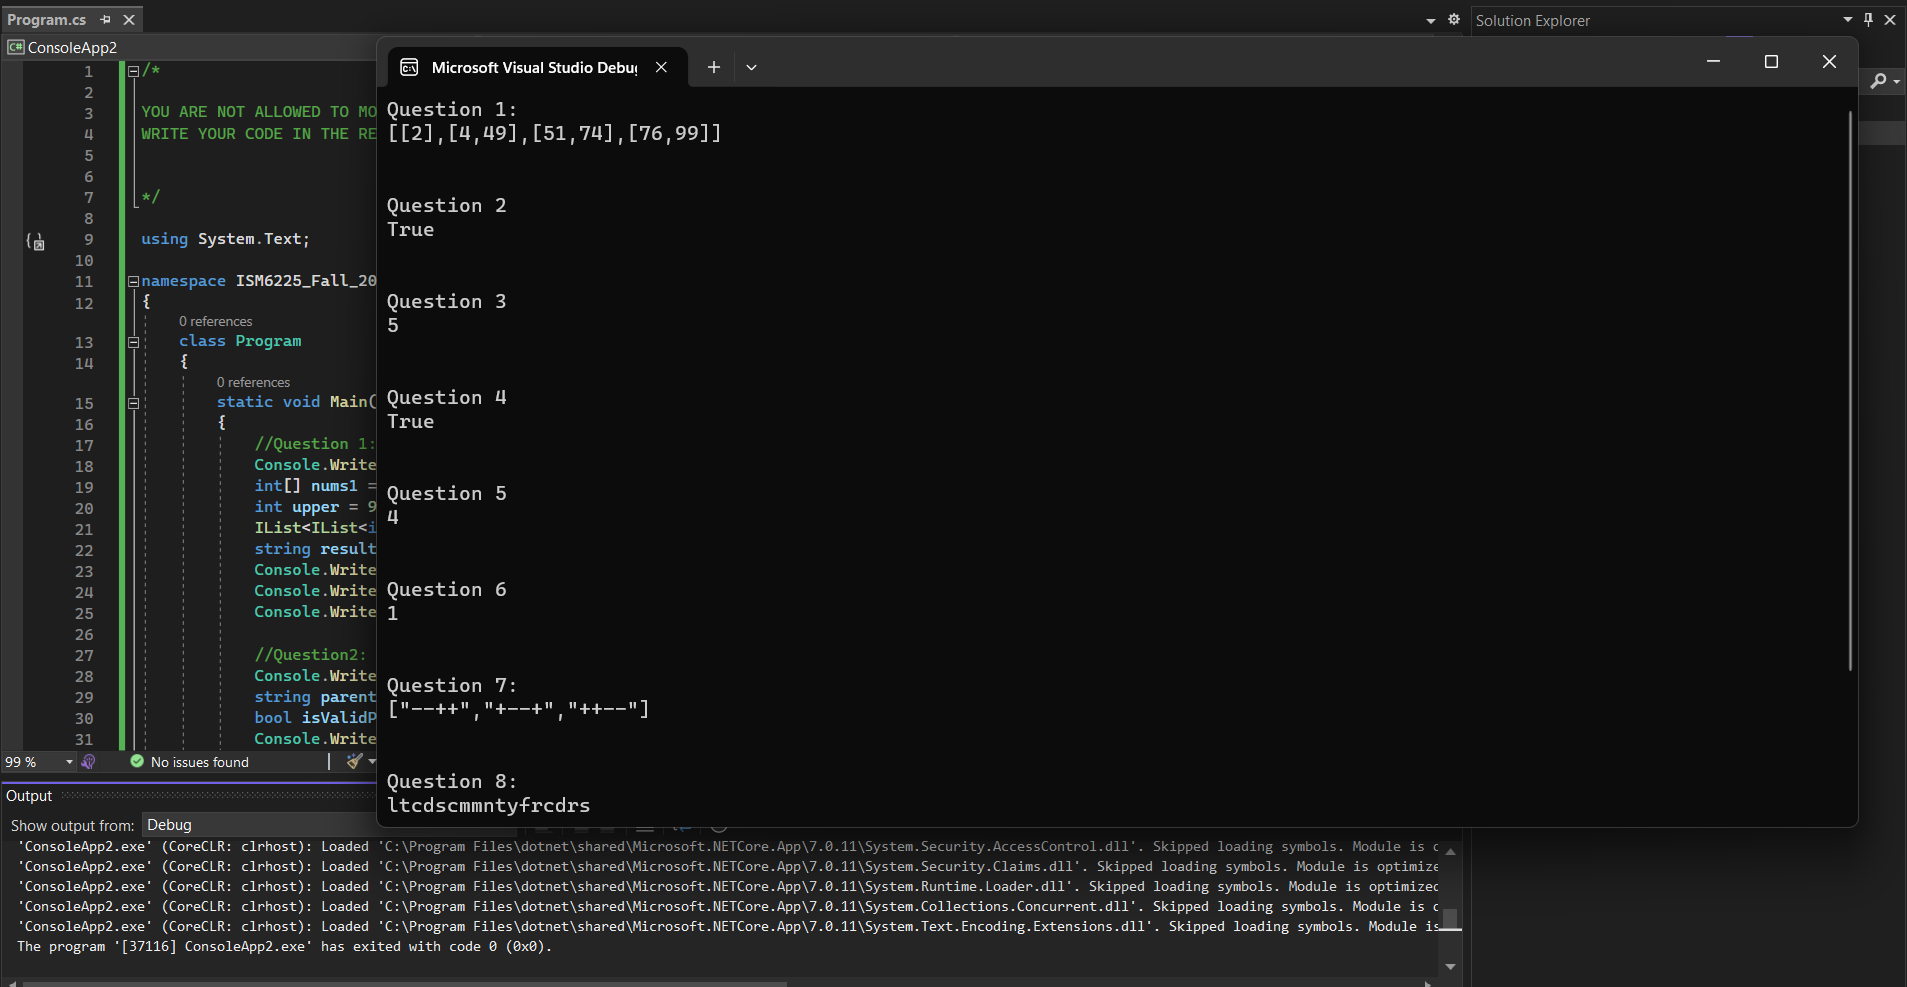 Program.cs
Solution Explorer
ConsoleApp2
Microsoft Visual Studio Debu
1 /*
2
3 YOU ARE NOT ALLOWED TO MO
4 WRITE YOUR CODE IN THE RE
5
6
7 */
8
9 using System.Text;
10
11 namespace ISM6225_Fall_20
12 {
0 references
13 class Program
14 {
0 references
15 static void Main(
16 {
17 //Question 1:
18 Console.Write
19 int[] nums1 =
20 int upper = 9
21 IList<IList<i
22 string result
23 Console.Write
24 Console.Write
25 Console.Write
26
27 //Question2:
28 Console.Write
29 string parent
30 bool isValidP
31 Console.Write
99 %
No issues found
Question 1:
[[2],[4,49],[51,74],[76,99]]
Question 2
True
Question 3
5
Question 4
True
Question 5
4
Question 6
1
Question 7:
["--++","+--+","++--"]
Question 8:
ltcdscmmntyfrcdrs
Output
Show output from: Debug
'ConsoleApp2.exe' (CoreCLR: clrhost): Loaded 'C:\Program Files\dotnet\shared\Microsoft.NETCore.App\7.0.11\System.Security.AccessControl.dll'. Skipped loading symbols. Module is
'ConsoleApp2.exe' (CoreCLR: clrhost): Loaded 'C:\Program Files\dotnet\shared\Microsoft.NETCore.App\7.0.11\System.Security.Claims.dll'. Skipped loading symbols. Module is optimize
'ConsoleApp2.exe' (CoreCLR: clrhost): Loaded 'C:\Program Files\dotnet\shared\Microsoft.NETCore.App\7.0.11\System.Runtime.Loader.dll'. Skipped loading symbols. Module is optimized
'ConsoleApp2.exe' (CoreCLR: clrhost): Loaded 'C:\Program Files\dotnet\shared\Microsoft.NETCore.App\7.0.11\System.Collections.Concurrent.dll'. Skipped loading symbols. Module is
'ConsoleApp2.exe' (CoreCLR: clrhost): Loaded 'C:\Program Files\dotnet\shared\Microsoft.NETCore.App\7.0.11\System.Text.Encoding.Extensions.dll'. Skipped loading symbols. Module is
The program '[37116] ConsoleApp2.exe' has exited with code 0 (0x0).